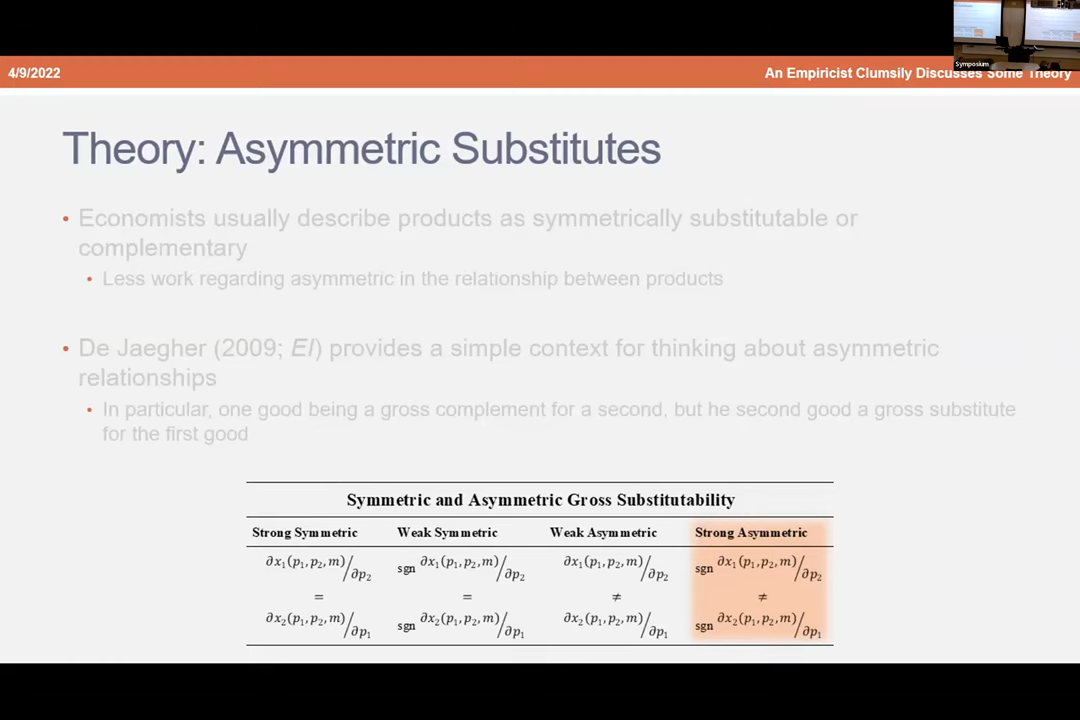 Symposium
4/9/2022 An Empiricist Clumsily Discusses Some Theory
Theory: Asymmetric Substitutes
• Economists usually describe products as symmetrically substitutable or
complementary
• Less work regarding asymmetric in the relationship between products
• De Jaegher (2009; EI) provides a simple context for thinking about asymmetric
relationships
• In particular, one good being a gross complement for a second, but he second good a gross substitute
for the first good
Symmetric and Asymmetric Gross Substitutability
Strong Symmetric Weak Symmetric Weak Asymmetric Strong Asymmetric
∂x₁(p₁,p₂,m)/∂p₂ sgn ∂x₁(p₁,p₂,m)/∂p₂ ∂x₁(p₁,p₂,m)/∂p₂ sgn ∂x₁(p₁,p₂,m)/∂p₂
= = ≠ ≠
∂x₂(p₁,p₂,m)/∂p₁ sgn ∂x₂(p₁,p₂,m)/∂p₁ ∂x₂(p₁,p₂,m)/∂p₁ sgn ∂x₂(p₁,p₂,m)/∂p₁